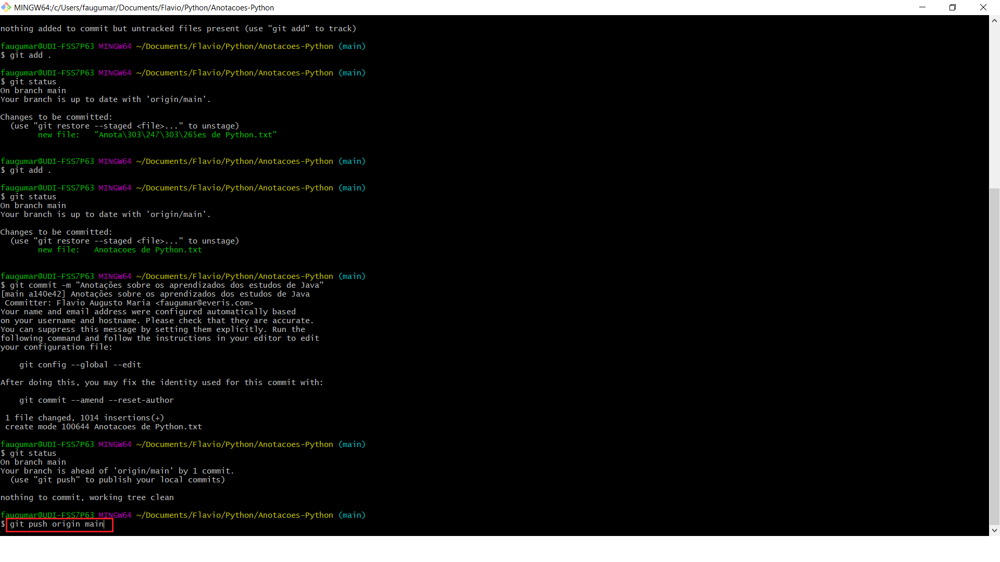 MINGW64:/c/Users/faugumar/Documents/Flavio/Python/Anotacoes-Python
nothing added to commit but untracked files present (use "git add" to track)
faugumar@UDI-FSS7P63 MINGW64 ~/Documents/Flavio/Python/Anotacoes-Python (main)
$ git add .
faugumar@UDI-FSS7P63 MINGW64 ~/Documents/Flavio/Python/Anotacoes-Python (main)
$ git status
On branch main
Your branch is up to date with 'origin/main'.
Changes to be committed:
(use "git restore --staged <file>..." to unstage)
new file: "Anota\303\247\303\265es de Python.txt"
faugumar@UDI-FSS7P63 MINGW64 ~/Documents/Flavio/Python/Anotacoes-Python (main)
$ git add .
faugumar@UDI-FSS7P63 MINGW64 ~/Documents/Flavio/Python/Anotacoes-Python (main)
$ git status
On branch main
Your branch is up to date with 'origin/main'.
Changes to be committed:
(use "git restore --staged <file>..." to unstage)
new file: Anotacoes de Python.txt
faugumar@UDI-FSS7P63 MINGW64 ~/Documents/Flavio/Python/Anotacoes-Python (main)
$ git commit -m "Anotações sobre os aprendizados dos estudos de Java"
[main a140e42] Anotações sobre os aprendizados dos estudos de Java
Committer: Flavio Augusto Maria <faugumar@everis.com>
Your name and email address were configured automatically based
on your username and hostname. Please check that they are accurate.
You can suppress this message by setting them explicitly. Run the
following command and follow the instructions in your editor to edit
your configuration file:
git config --global --edit
After doing this, you may fix the identity used for this commit with:
git commit --amend --reset-author
1 file changed, 1014 insertions(+)
create mode 100644 Anotacoes de Python.txt
faugumar@UDI-FSS7P63 MINGW64 ~/Documents/Flavio/Python/Anotacoes-Python (main)
$ git status
On branch main
Your branch is ahead of 'origin/main' by 1 commit.
(use "git push" to publish your local commits)
nothing to commit, working tree clean
faugumar@UDI-FSS7P63 MINGW64 ~/Documents/Flavio/Python/Anotacoes-Python (main)
$ git push origin main